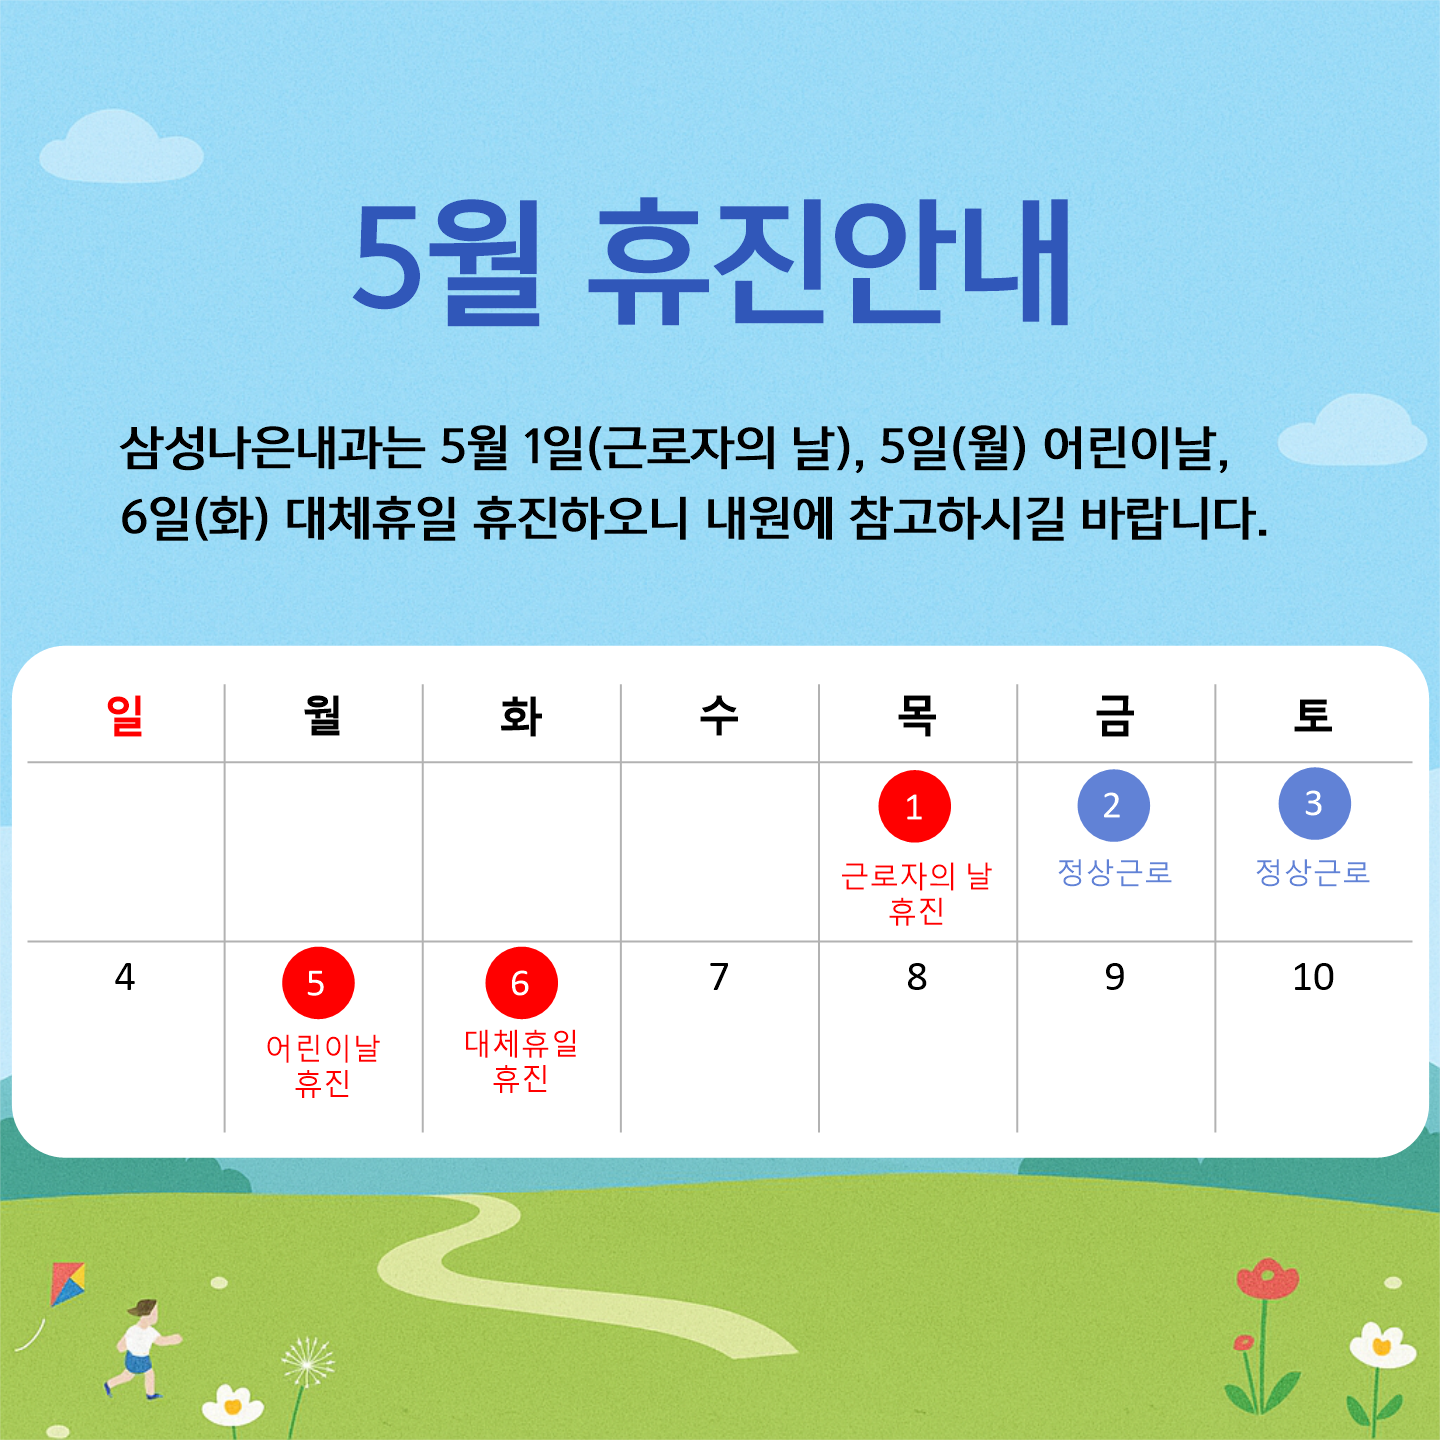 5월 휴진안내
삼성나은내과는 5월 1일(근로자의 날), 5일(월) 어린이날,
6일(화) 대체휴일 휴진하오니 내원에 참고하시길 바랍니다.
일 월 화 수 목 금 토
1 2 3
근로자의 날 정상근로 정상근로
휴진
4 5 6 7 8 9 10
어린이날 대체휴일
휴진 휴진